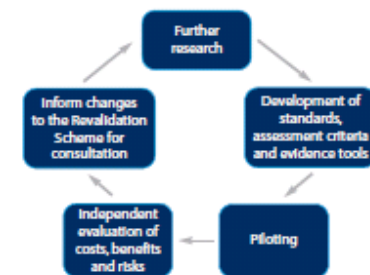 Further
research
Development of
standards,
assessment criteria
and evidence tools
Piloting
Independent
evaluation of
costs, benefits
and risks
Inform changes
to the Revalidation
Scheme for
consultation